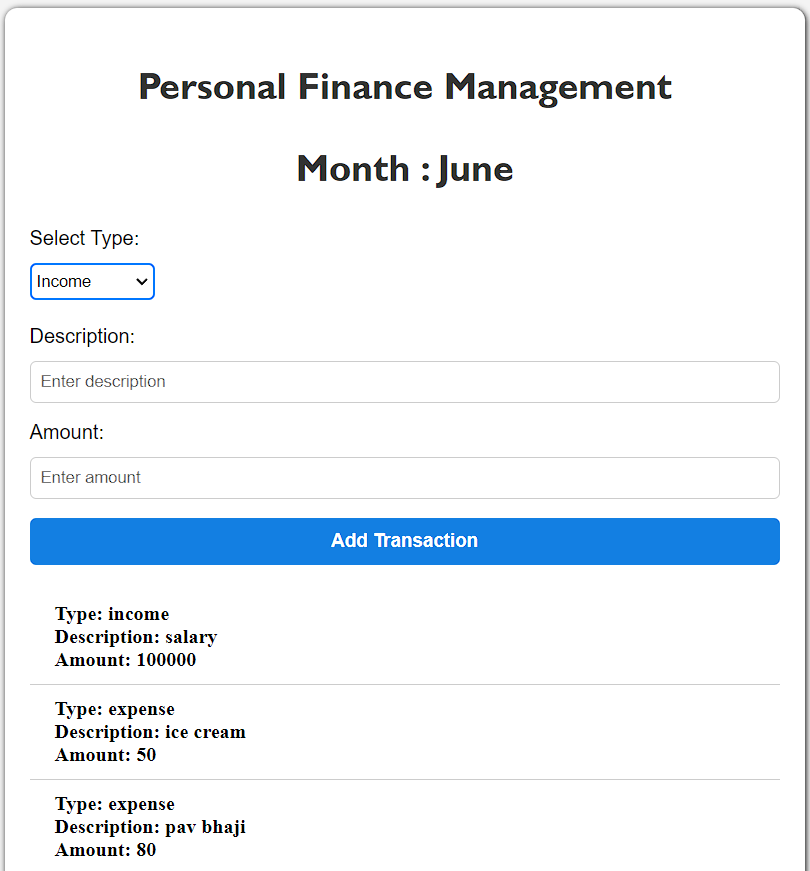 Personal Finance Management
Month : June
Select Type:
Income
Description:
Enter description
Amount:
Enter amount
Add Transaction
Type: income
Description: salary
Amount: 100000
Type: expense
Description: ice cream
Amount: 50
Type: expense
Description: pav bhaji
Amount: 80